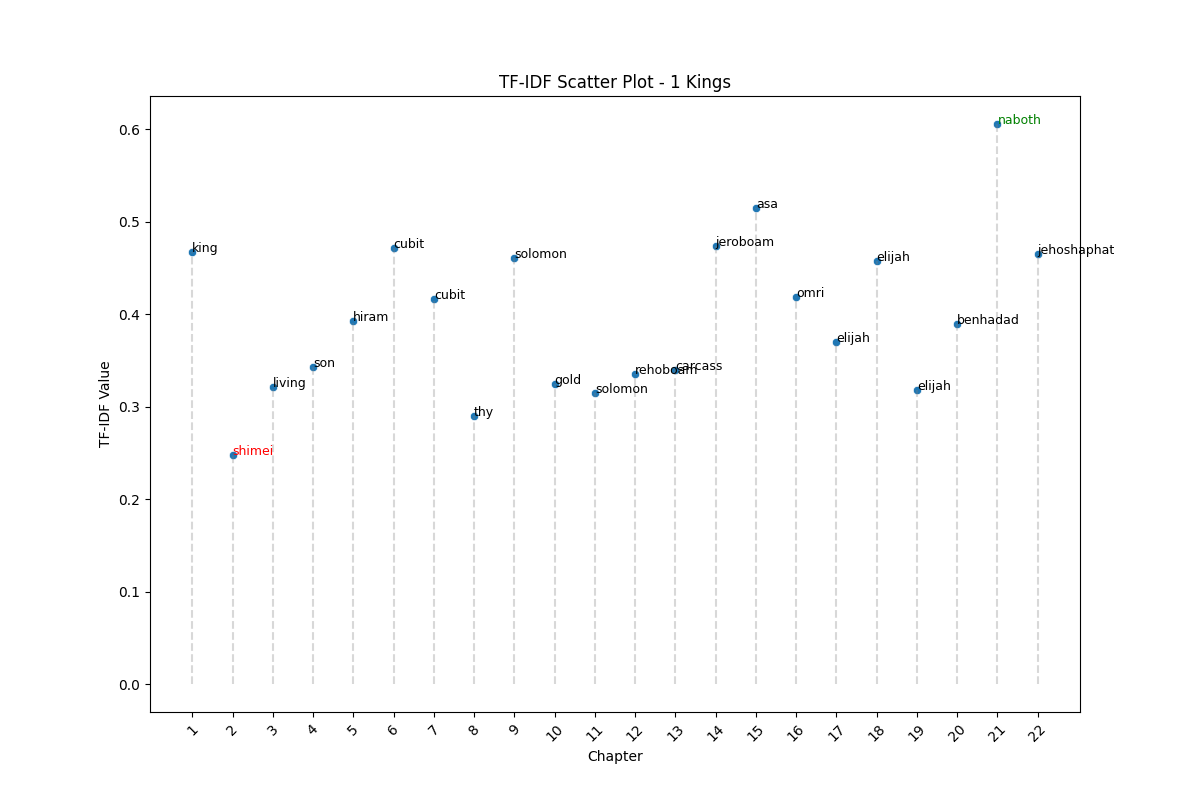 TF-IDF Scatter Plot - 1 Kings
TF-IDF Value
0.6
0.5
0.4
0.3
0.2
0.1
0.0
king
shimei
living
son
hiram
cubit
cubit
thy
solomon
gold
solomon
rehoboam
carcass
jeroboam
asa
omri
elijah
elijah
elijah
benhadad
naboth
jehoshaphat
1 2 3 4 5 6 7 8 9 10 11 12 13 14 15 16 17 18 19 20 21 22
Chapter